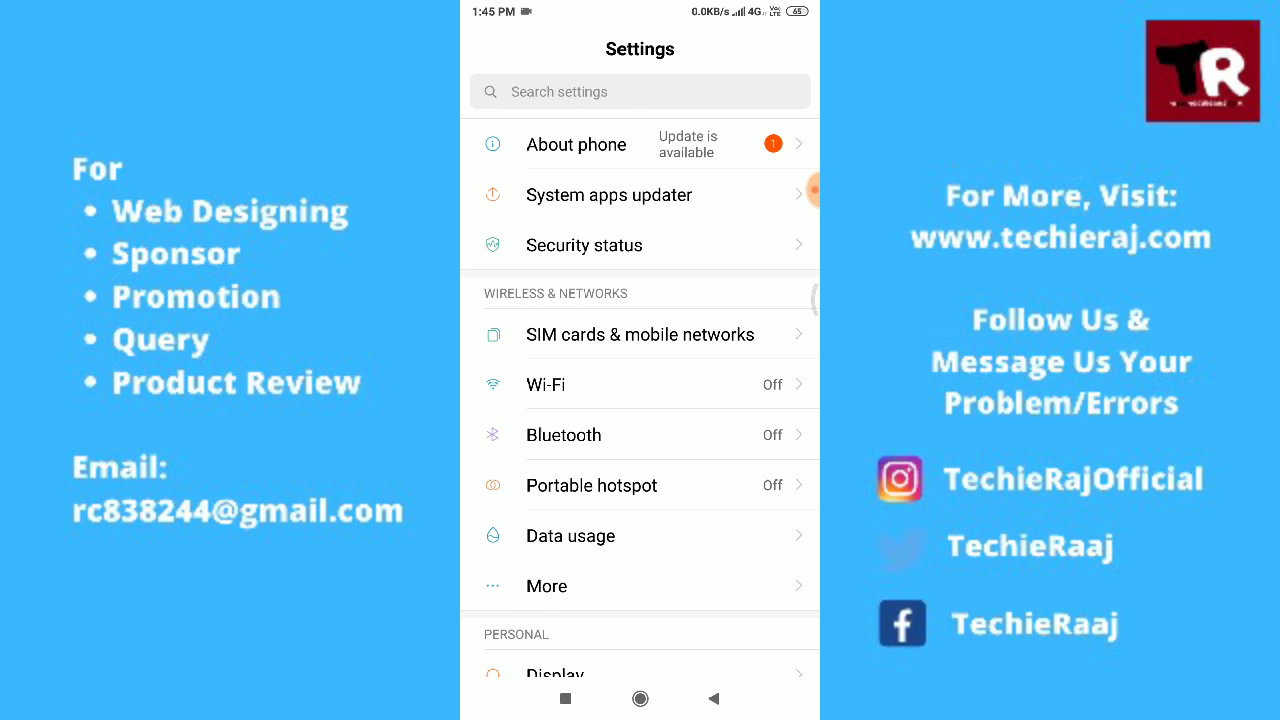 For
• Web Designing
• Sponsor
• Promotion
• Query
• Product Review
Email:
rc838244@gmail.com
1:45 PM
0.0KB/s 4G Vo LTE 65
Settings
Search settings
About phone
Update is
available
1
System apps updater
Security status
WIRELESS & NETWORKS
SIM cards & mobile networks
Wi-Fi Off
Bluetooth Off
Portable hotspot Off
Data usage
More
PERSONAL
Display
TR
For More, Visit:
www.techieraj.com
Follow Us &
Message Us Your
Problem/Errors
TechieRajOfficial
TechieRaaj
TechieRaaj